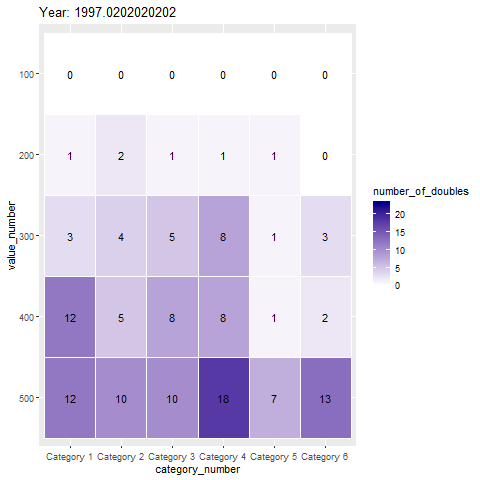 Year: 1997.0202020202
100 0 0 0 0 0 0
200 1 2 1 1 1 0
300 3 4 5 8 1 3
400 12 5 8 8 1 2
500 12 10 10 18 7 13
Category 1 Category 2 Category 3 Category 4 Category 5 Category 6
category_number
value_number
number_of_doubles
20
15
10
5
0